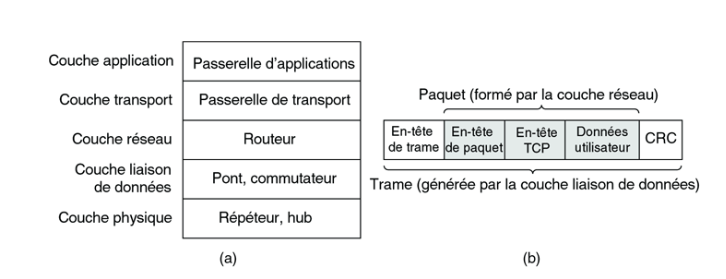 Couche application
Passerelle d'applications
Couche transport
Passerelle de transport
Couche réseau
Routeur
Couche liaison
de données
Pont, commutateur
Couche physique
Répéteur, hub
(a)
Paquet (formé par la couche réseau)
En-tête
de trame
En-tête
de paquet
En-tête
TCP
Données
utilisateur
CRC
Trame (générée par la couche liaison de données)
(b)